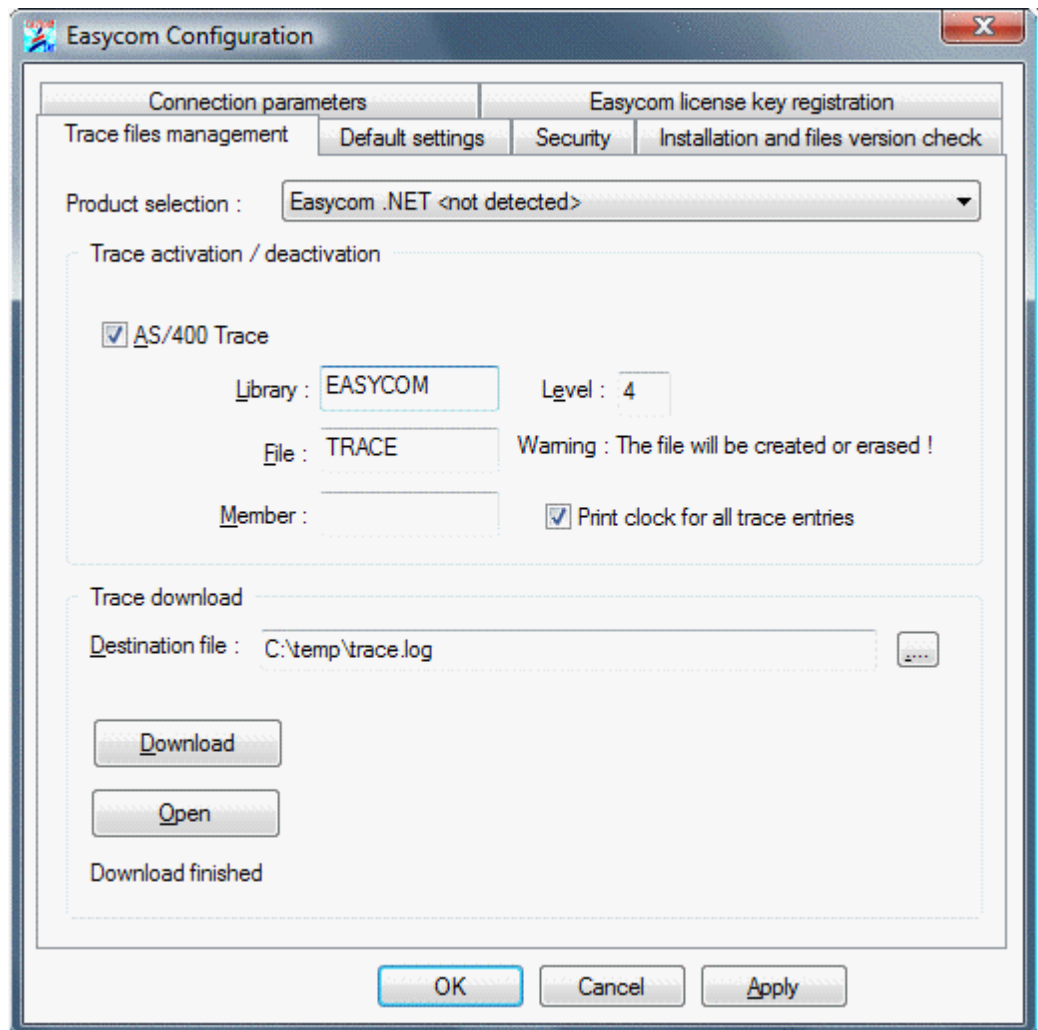 Easycom Configuration
Connection parameters
Easycom license key registration
Trace files management
Default settings
Security
Installation and files version check
Product selection :
Easycom .NET <not detected>
Trace activation / deactivation
AS/400 Trace
Library : EASYCOM
Level : 4
File : TRACE
Warning : The file will be created or erased !
Member :
Print clock for all trace entries
Trace download
Destination file : C:\temp\trace.log
....
Download
Open
Download finished
OK
Cancel
Apply